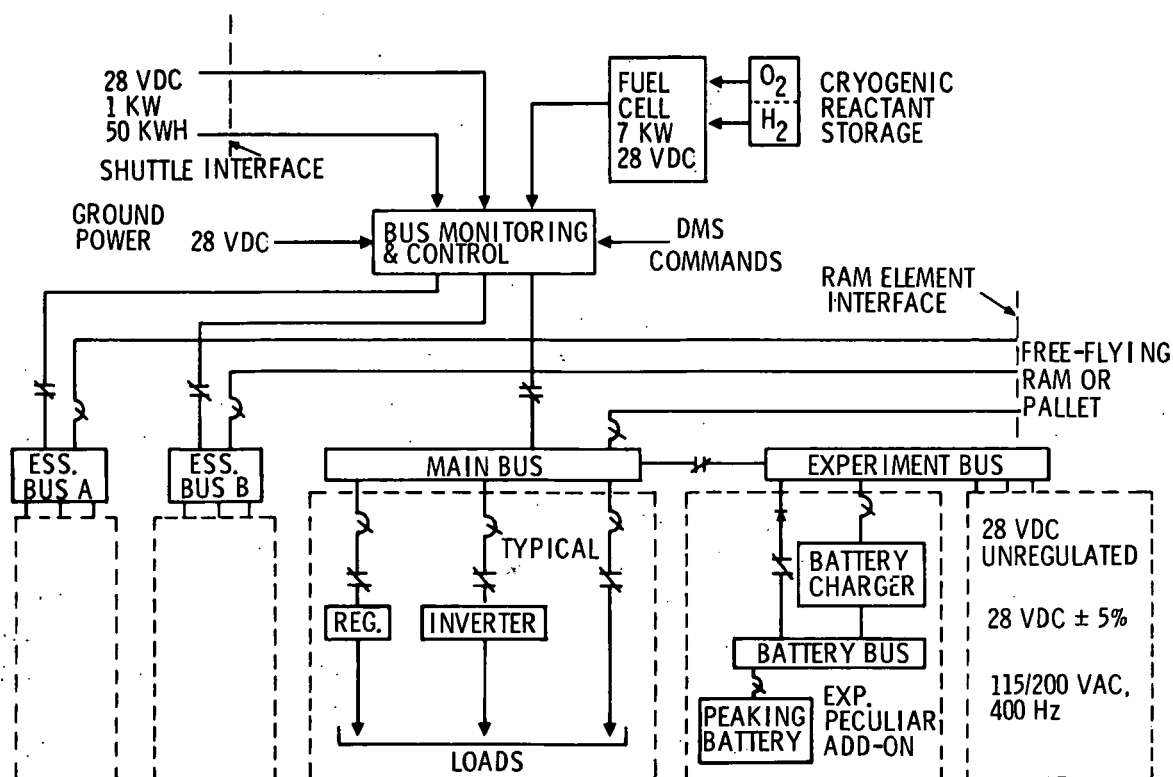 28 VDC
1 KW
50 KWH
SHUTTLE INTERFACE
FUEL
CELL
7 KW
28 VDC
O2
H2
CRYOGENIC
REACTANT
STORAGE
GROUND
POWER
28 VDC
BUS MONITORING
& CONTROL
DMS
COMMANDS
RAM ELEMENT
INTERFACE
FREE-FLYING
RAM OR
PALLET
ESS.
BUS A
ESS.
BUS B
MAIN BUS
EXPERIMENT BUS
TYPICAL
REG.
INVERTER
LOADS
BATTERY
CHARGER
BATTERY BUS
PEAKING
BATTERY
EXP.
PECULIAR
ADD-ON
28 VDC
UNREGULATED
28 VDC ± 5%
115/200 VAC,
400 Hz